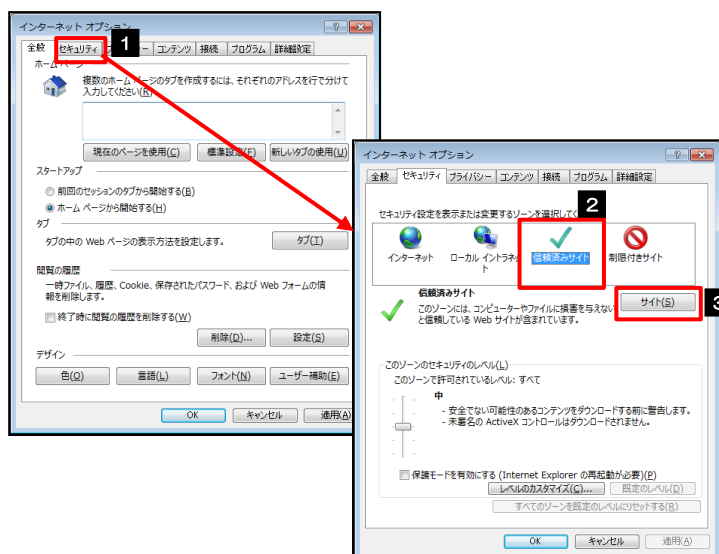 インターネット オプション
1
全般 セキュリティ コンテンツ 接続 プログラム 詳細設定
複数のホーム ページのタブを作成するには、それぞれのアドレスを行で分けて
入力してください(R)
現在のページを使用(C) 標準設定(F) 新しいタブの使用(U)
スタートアップ
前回のセッションのタブから開始する(B)
ホーム ページから開始する(H)
タブ
タブの中の Web ページの表示方法を設定します。 タブ(T)
閲覧の履歴
一時ファイル、履歴、Cookie、保存されたパスワード、および Web フォームの情
報を削除します。
終了時に閲覧の履歴を削除する(W)
削除(D)... 設定(S)
デザイン
色(O) 言語(L) フォント(N) ユーザー補助(E)
OK キャンセル 適用(A)
インターネット オプション
全般 セキュリティ プライバシー コンテンツ 接続 プログラム 詳細設定
2
セキュリティ設定を表示または変更するゾーンを選択して
インターネット ローカル イントラネッ 信頼済みサイト 制限付きサイト
ト
信頼済みサイト
サイト(S)
3
このゾーンには、コンピューターやファイルに損害を与えない
と信頼している Web サイトが含まれています。
このゾーンのセキュリティのレベル(L)
このゾーンで許可されているレベル: すべて
中
- 安全でない可能性のあるコンテンツをダウンロードする前に警告します。
- 未署名の ActiveX コントロールはダウンロードされません。
保護モードを有効にする (Internet Explorer の再起動が必要)(P)
レベルのカスタマイズ(C)... 既定のレベル(D)
すべてのゾーンを既定のレベルにリセットする(R)
OK キャンセル 適用(A)